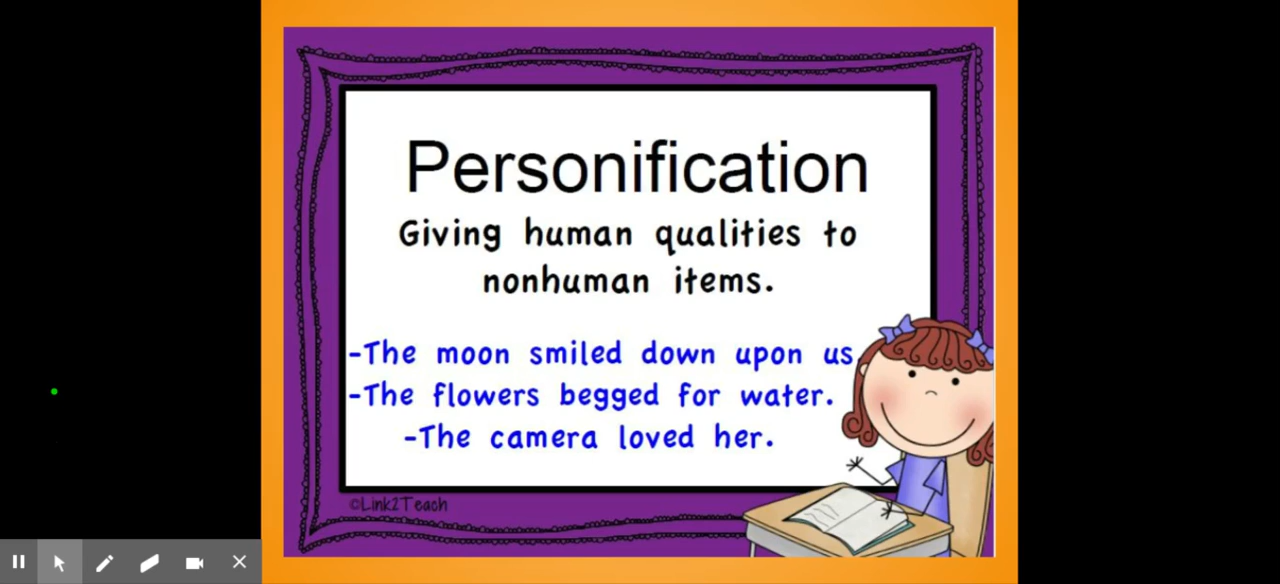 Personification
Giving human qualities to
nonhuman items.
-The moon smiled down upon us
-The flowers begged for water.
-The camera loved her.
©Link2Teach